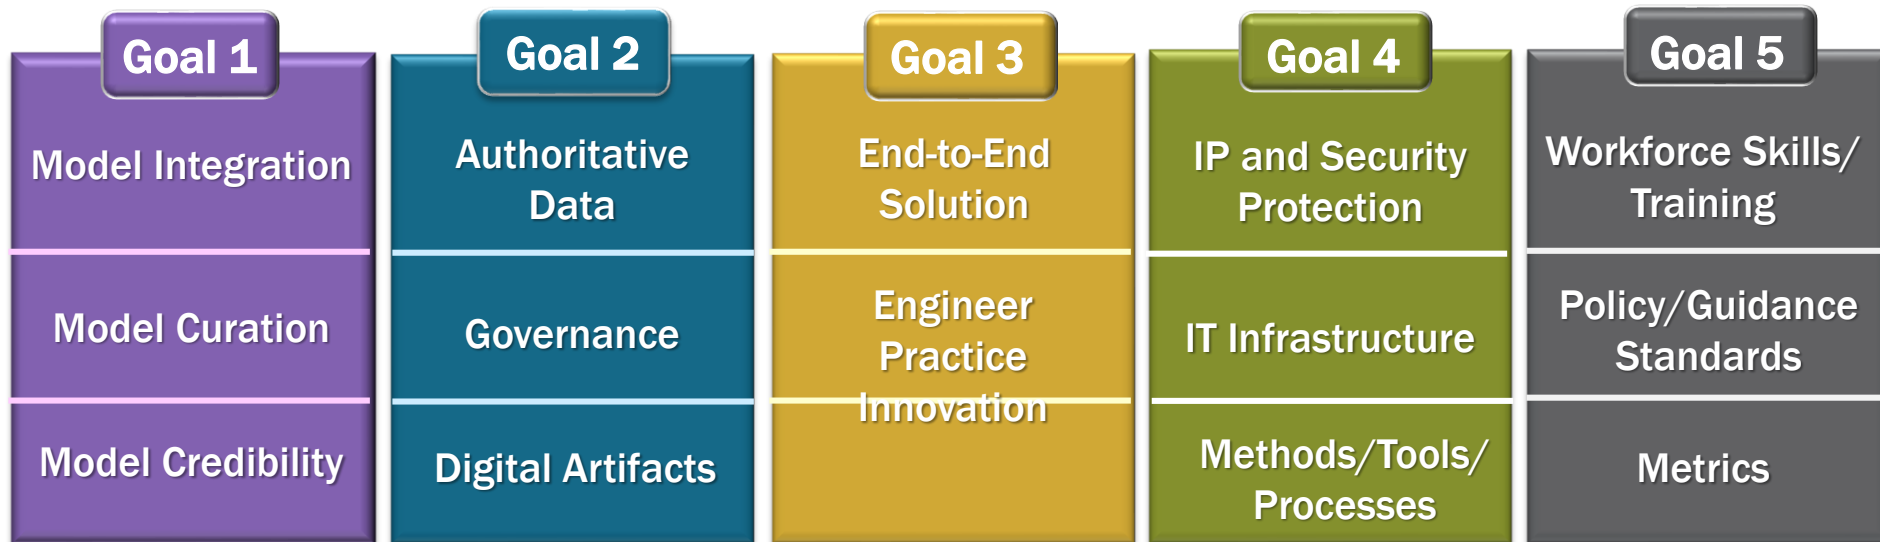 Goal 1
Model Integration
Model Curation
Model Credibility
Goal 2
Authoritative
Data
Governance
Digital Artifacts
Goal 3
End-to-End
Solution
Engineer
Practice
Innovation
Goal 4
IP and Security
Protection
IT Infrastructure
Methods/Tools/
Processes
Goal 5
Workforce Skills/
Training
Policy/Guidance
Standards
Metrics